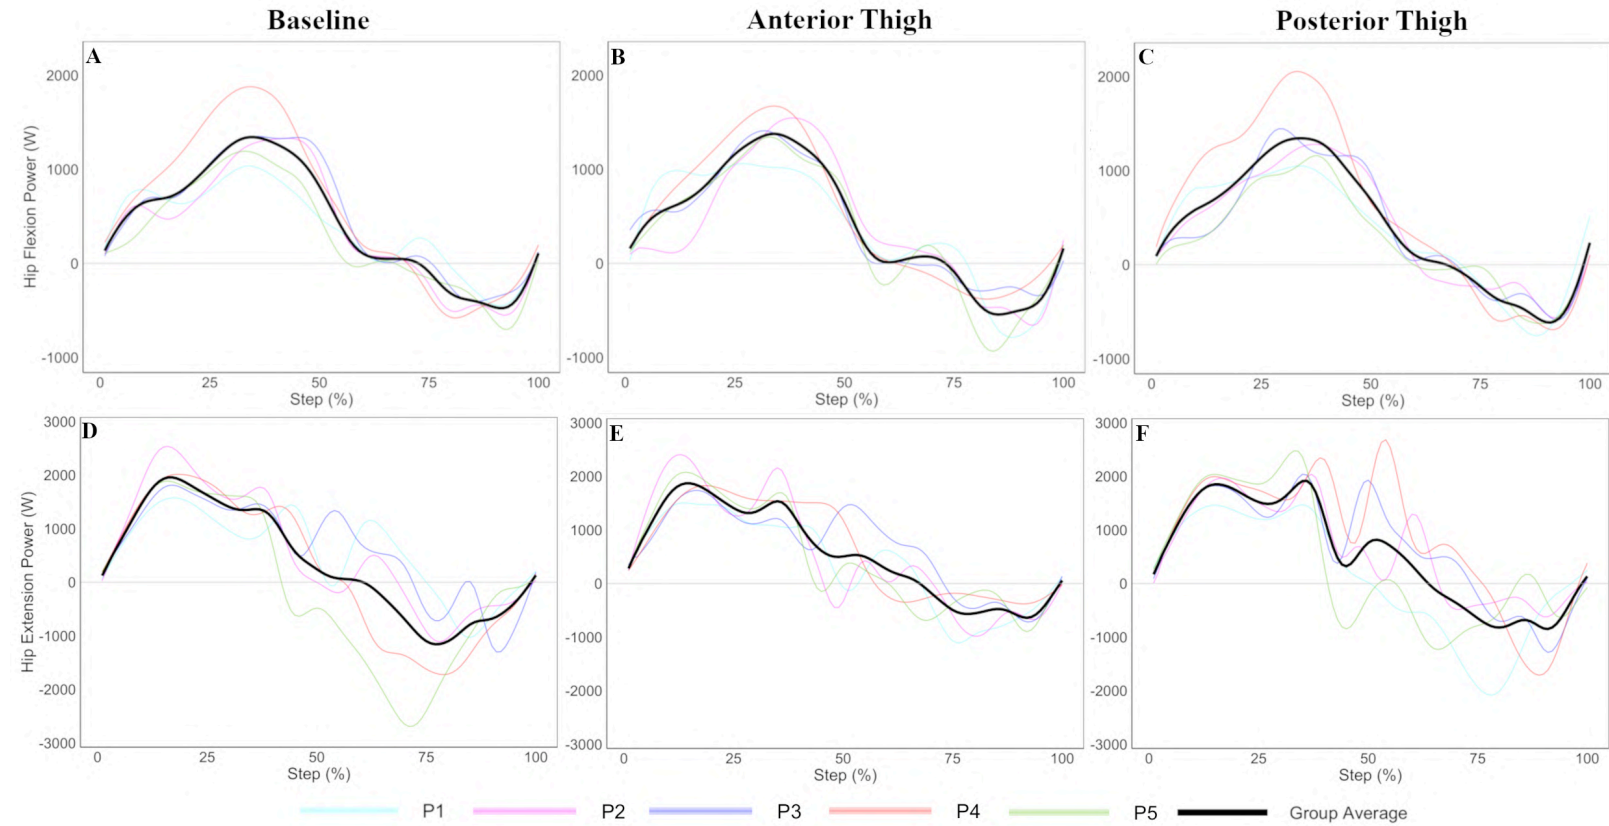 Baseline Anterior Thigh Posterior Thigh
A B C
Hip Flexion Power (W)
2000 2000 2000
1000 1000 1000
0 0 0
-1000 -1000 -1000
0 25 50 75 100 0 25 50 75 100 0 25 50 75 100
Step (%) Step (%) Step (%)
D E F
Hip Extension Power (W)
3000 3000 3000
2000 2000 2000
1000 1000 1000
0 0 0
-1000 -1000 -1000
-2000 -2000 -2000
-3000 -3000 -3000
0 25 50 75 100 0 25 50 75 100 0 25 50 75 100
Step (%) Step (%) Step (%)
P1 P2 P3 P4 P5 Group Average